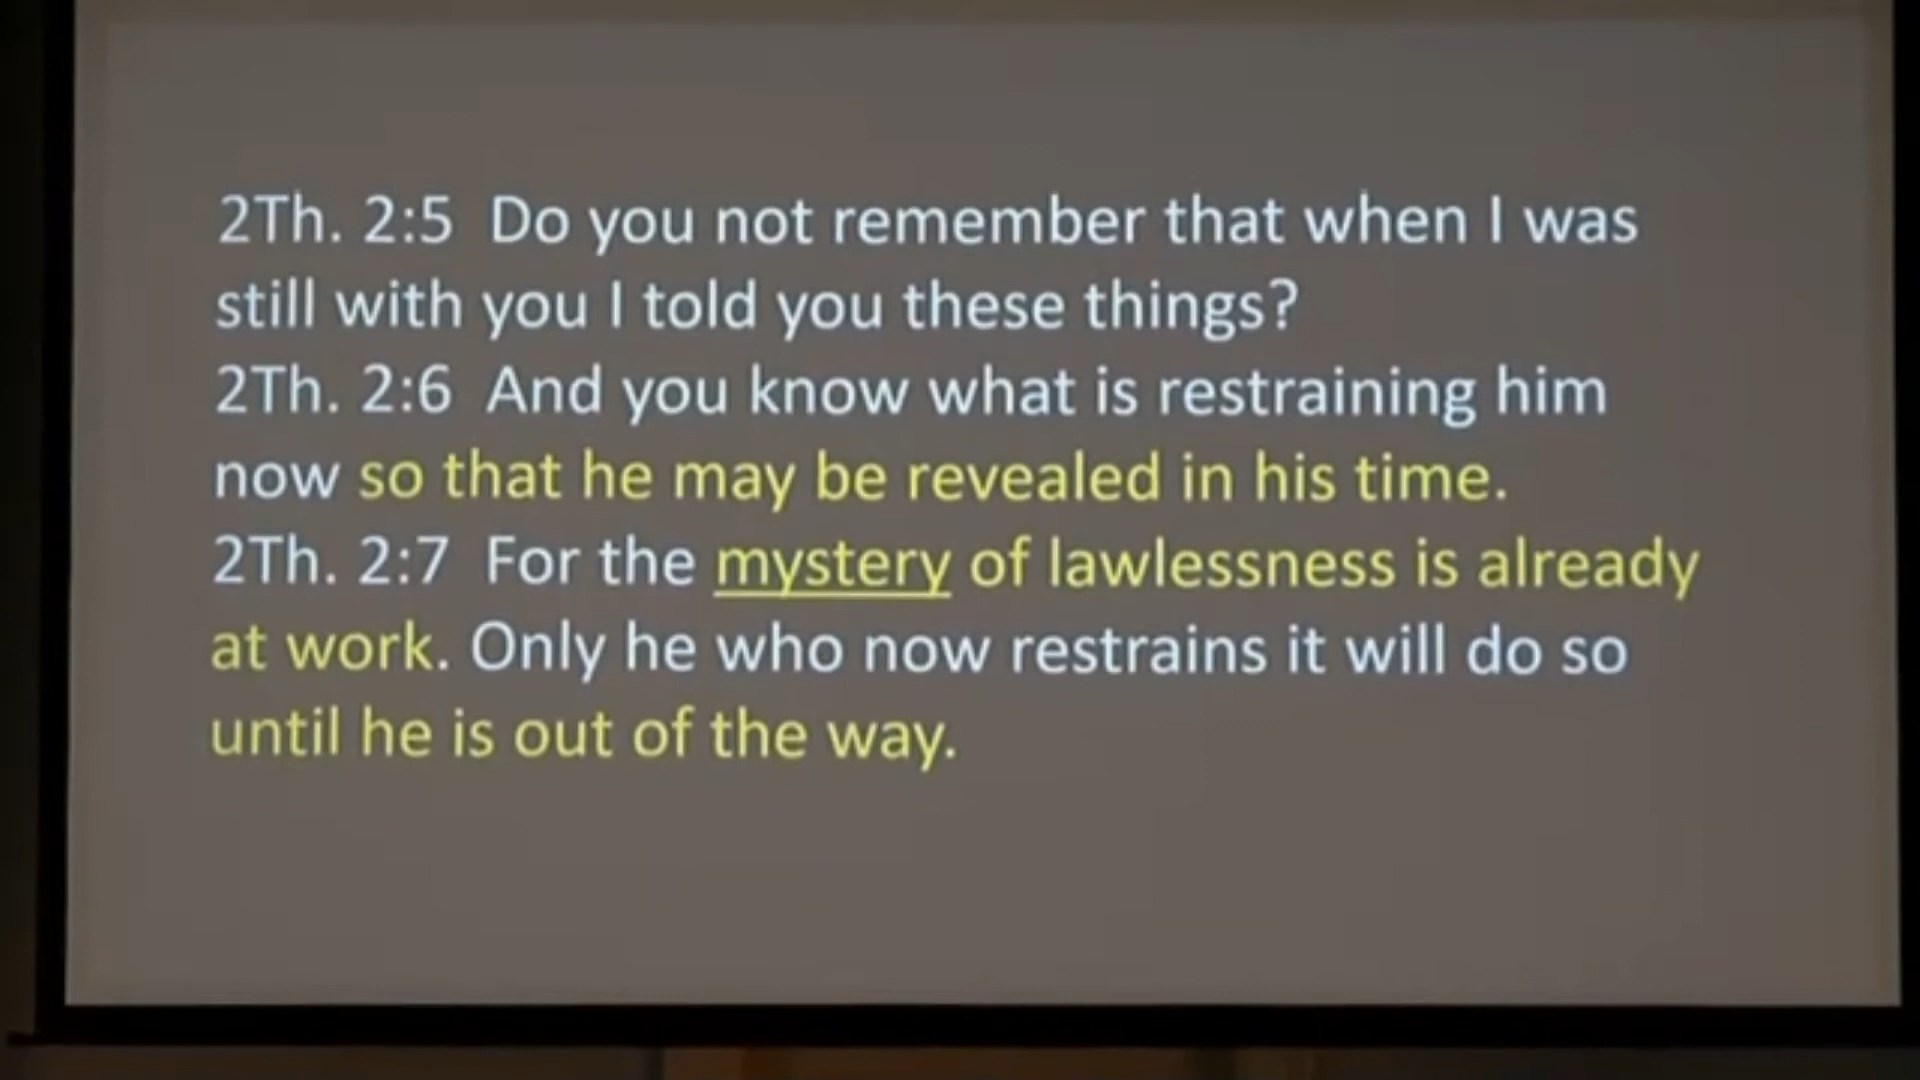 2Th. 2:5 Do you not remember that when I was
still with you I told you these things?
2Th. 2:6 And you know what is restraining him
now so that he may be revealed in his time.
2Th. 2:7 For the mystery of lawlessness is already
at work. Only he who now restrains it will do so
until he is out of the way.